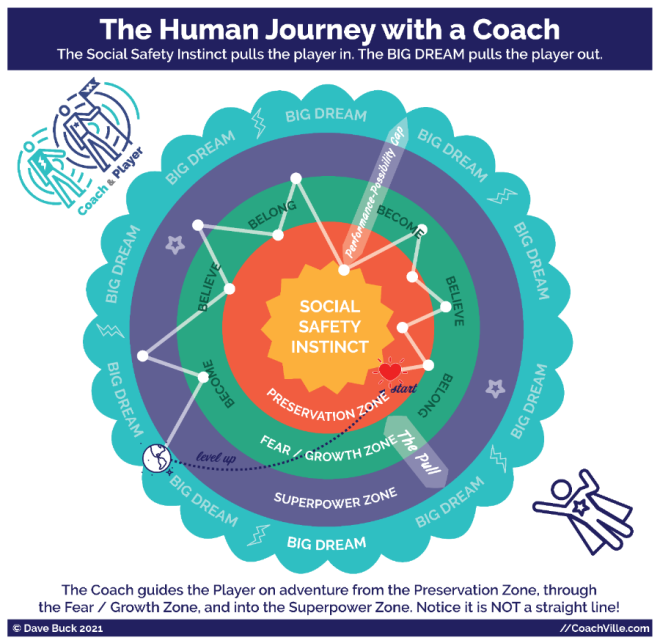 The Human Journey with a Coach
The Social Safety Instinct pulls the player in. The BIG DREAM pulls the player out.
Coach & Player
BIG DREAM
BIG DREAM
BIG DREAM
BIG DREAM
BIG DREAM
BIG DREAM
BIG DREAM
BIG DREAM
BIG DREAM
BIG DREAM
Performance-Possibility Gap
BELONG
BECOME
BELIEVE
BELIEVE
BECOME
BELONG
SOCIAL
SAFETY
INSTINCT
start
PRESERVATION ZONE
FEAR / GROWTH ZONE
The Pull
level up
SUPERPOWER ZONE
The Coach guides the Player on adventure from the Preservation Zone, through
the Fear / Growth Zone, and into the Superpower Zone. Notice it is NOT a straight line!
© Dave Buck 2021
//CoachVille.com